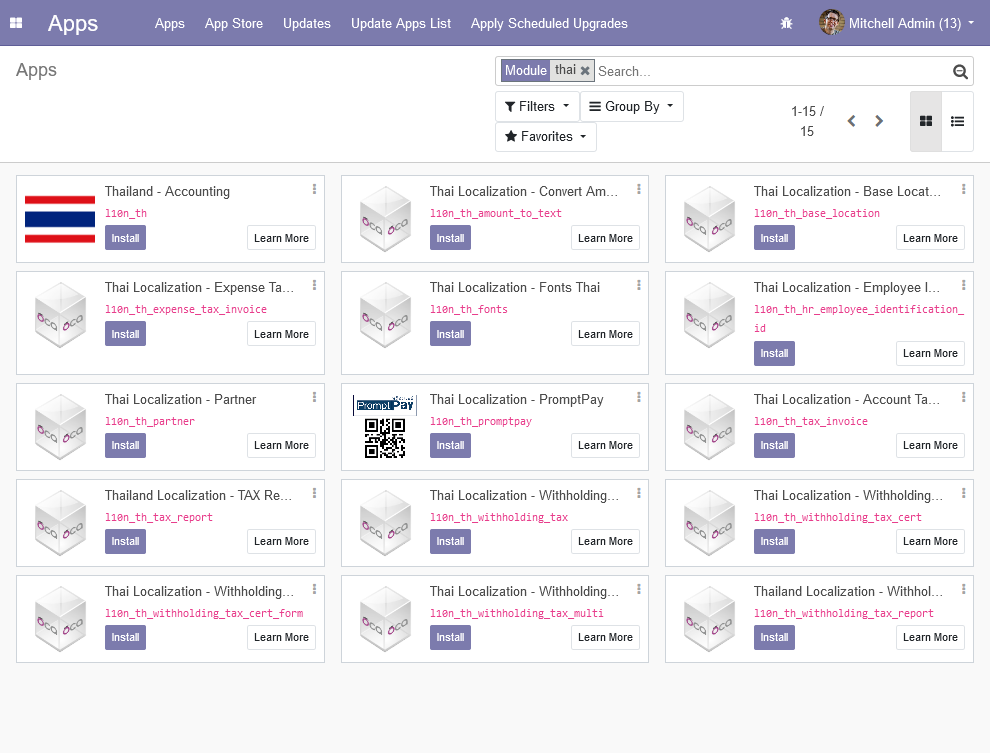 Apps
Apps
App Store
Updates
Update Apps List
Apply Scheduled Upgrades
Mitchell Admin (13)
Apps
Module thai
Search...
Filters
Group By
Favorites
1-15 /
15
Thailand - Accounting
l10n_th
Install
Learn More
Thai Localization - Convert Am...
l10n_th_amount_to_text
Install
Learn More
Thai Localization - Base Locat...
l10n_th_base_location
Install
Learn More
Thai Localization - Expense Ta...
l10n_th_expense_tax_invoice
Install
Learn More
Thai Localization - Fonts Thai
l10n_th_fonts
Install
Learn More
Thai Localization - Employee I...
l10n_th_hr_employee_identification_
id
Install
Learn More
Thai Localization - Partner
l10n_th_partner
Install
Learn More
PromptPay
Thai Localization - PromptPay
l10n_th_promptpay
Install
Learn More
Thai Localization - Account Ta...
l10n_th_tax_invoice
Install
Learn More
Thailand Localization - TAX Re...
l10n_th_tax_report
Install
Learn More
Thai Localization - Withholding...
l10n_th_withholding_tax
Install
Learn More
Thai Localization - Withholding...
l10n_th_withholding_tax_cert
Install
Learn More
Thai Localization - Withholding...
l10n_th_withholding_tax_cert_form
Install
Learn More
Thai Localization - Withholding...
l10n_th_withholding_tax_multi
Install
Learn More
Thailand Localization - Withhol...
l10n_th_withholding_tax_report
Install
Learn More